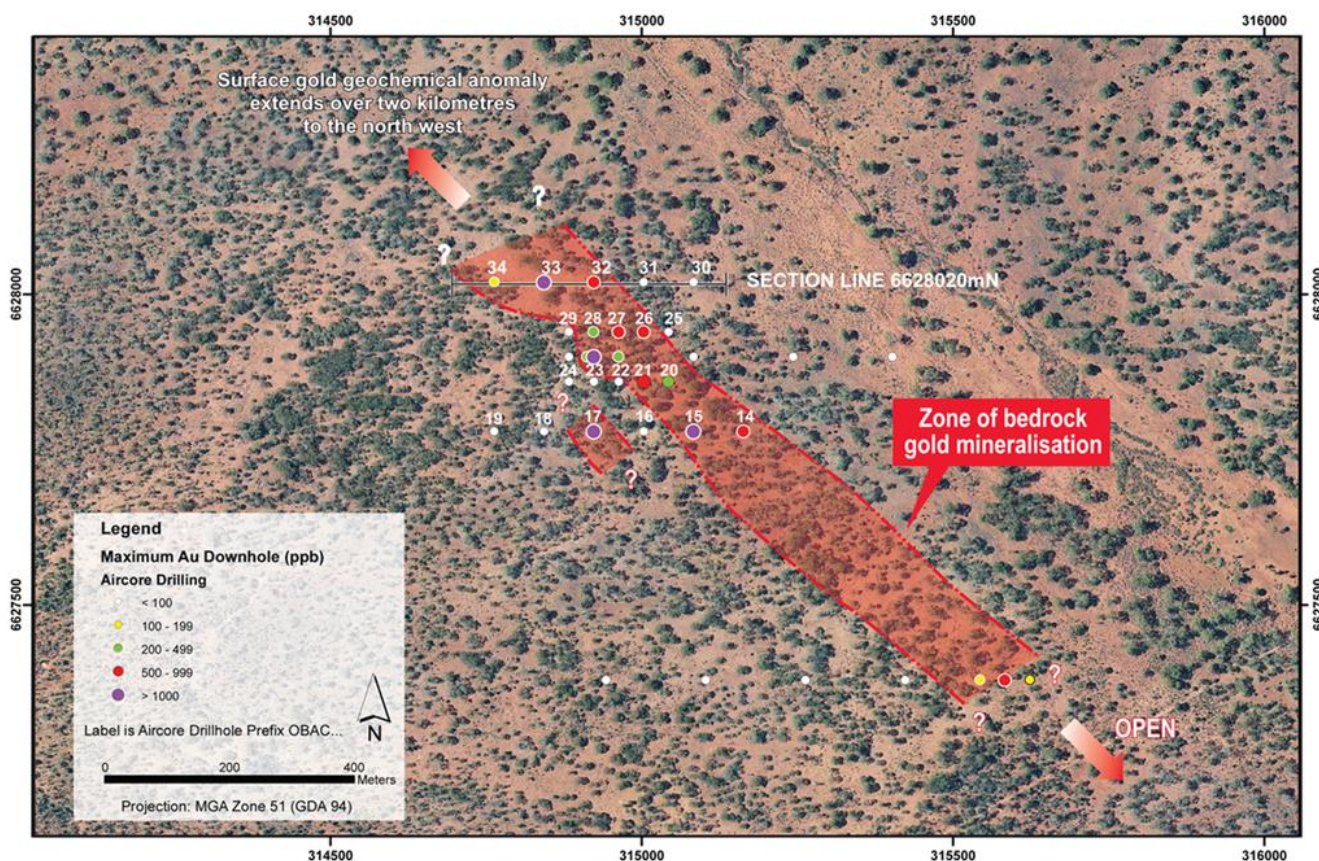 314500 315000 315500 316000
Surface gold geochemical anomaly
extends over two kilometres
to the north west
?
?
34 33 32 31 30
SECTION LINE 6628020mN
6628000
6628000
29 28 27 26 25
24 23 22 21 20
?
19 18 17 16 15 14
?
Zone of bedrock
gold mineralisation
6627500
6627500
?
?
OPEN
Legend
Maximum Au Downhole (ppb)
Aircore Drilling
< 100
100 - 199
200 - 499
500 - 999
> 1000
Label is Aircore Drillhole Prefix OBAC...
N
0 200 400
Meters
Projection: MGA Zone 51 (GDA 94)
314500 315000 315500 316000